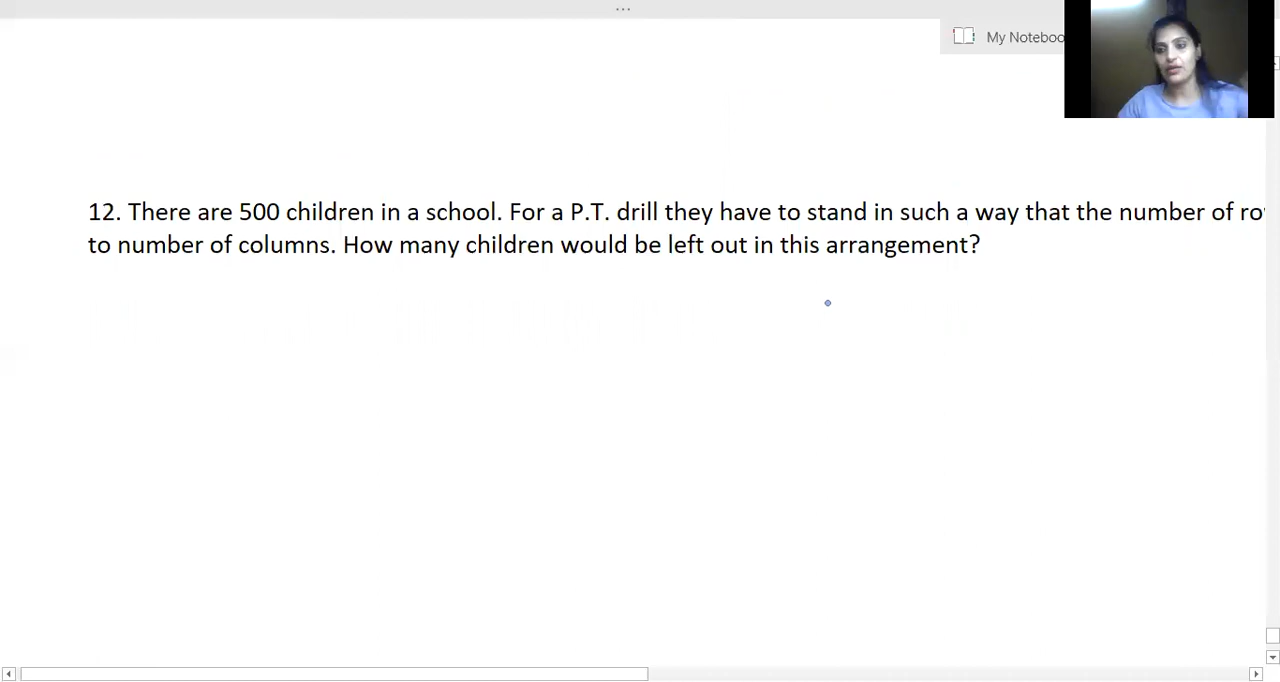 ...
My Noteboo
12. There are 500 children in a school. For a P.T. drill they have to stand in such a way that the number of
to number of columns. How many children would be left out in this arrangement?